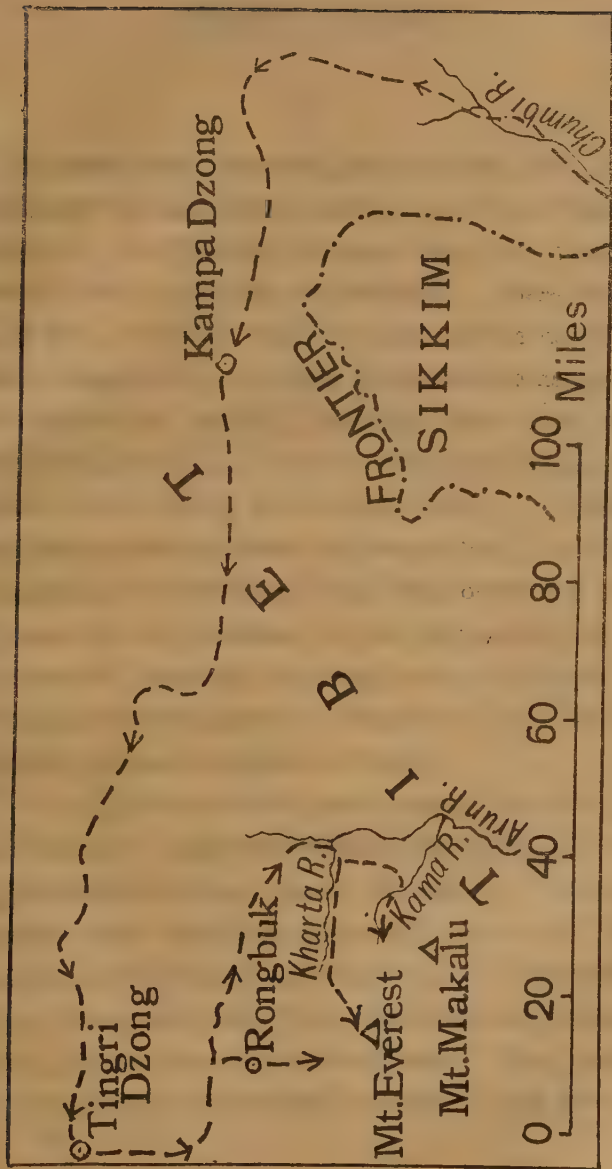 Tingri
Dzong
Kampa Dzong
Rongbuk
Kharta R.
TIBET
FRONTIER
Mt.Everest
Kama R.
SIKKIM
Chumbi R.
Mt.Makalu
Arun R.
0 20 40 60 80 100 Miles